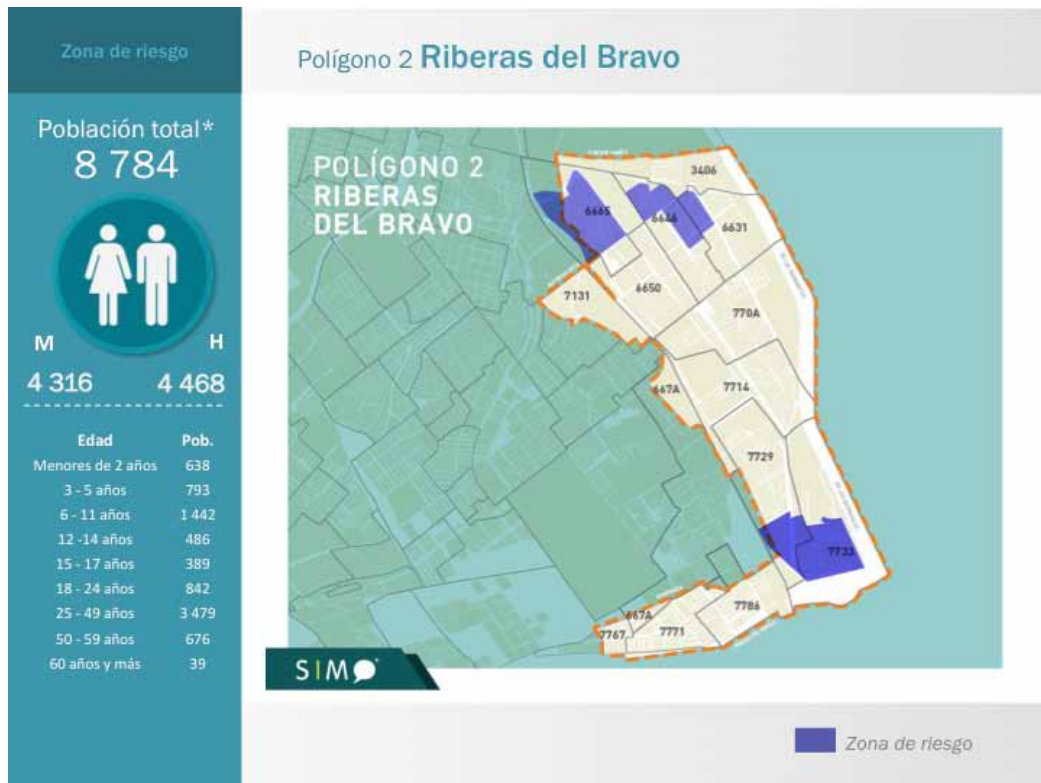 Zona de riesgo
Polígono 2 Riberas del Bravo
Población total*
8 784
M
H
4 316
4 468
Edad Pob.
Menores de 2 años 638
3 - 5 años 793
6 - 11 años 1 442
12 -14 años 486
15 - 17 años 389
18 - 24 años 842
25 - 49 años 3 479
50 - 59 años 676
60 años y más 39
POLÍGONO 2
RIBERAS
DEL BRAVO
3406
6665
6646
6631
6650
7131
770A
667A
7714
7729
7733
7786
667A
7767
7771
SIMO
Zona de riesgo